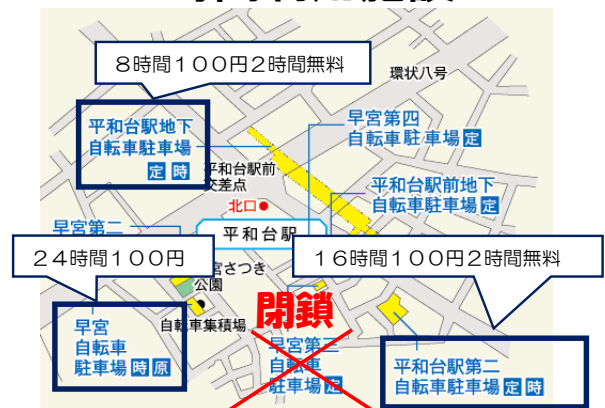 8時間100円2時間無料
環状八号
平和台駅地下
自転車駐車場
定 時
早宮第四
自転車駐車場 定
平和台駅前
交差点
平和台駅前地下
自転車駐車場 定
北口
早宮第二
平和台駅
24時間100円
16時間100円2時間無料
宮さつき
公園
閉鎖
自転車集積場
早宮
自転車
駐車場 時 原
早宮第三
自転車
駐車場 定
平和台駅第二
自転車駐車場 定 時